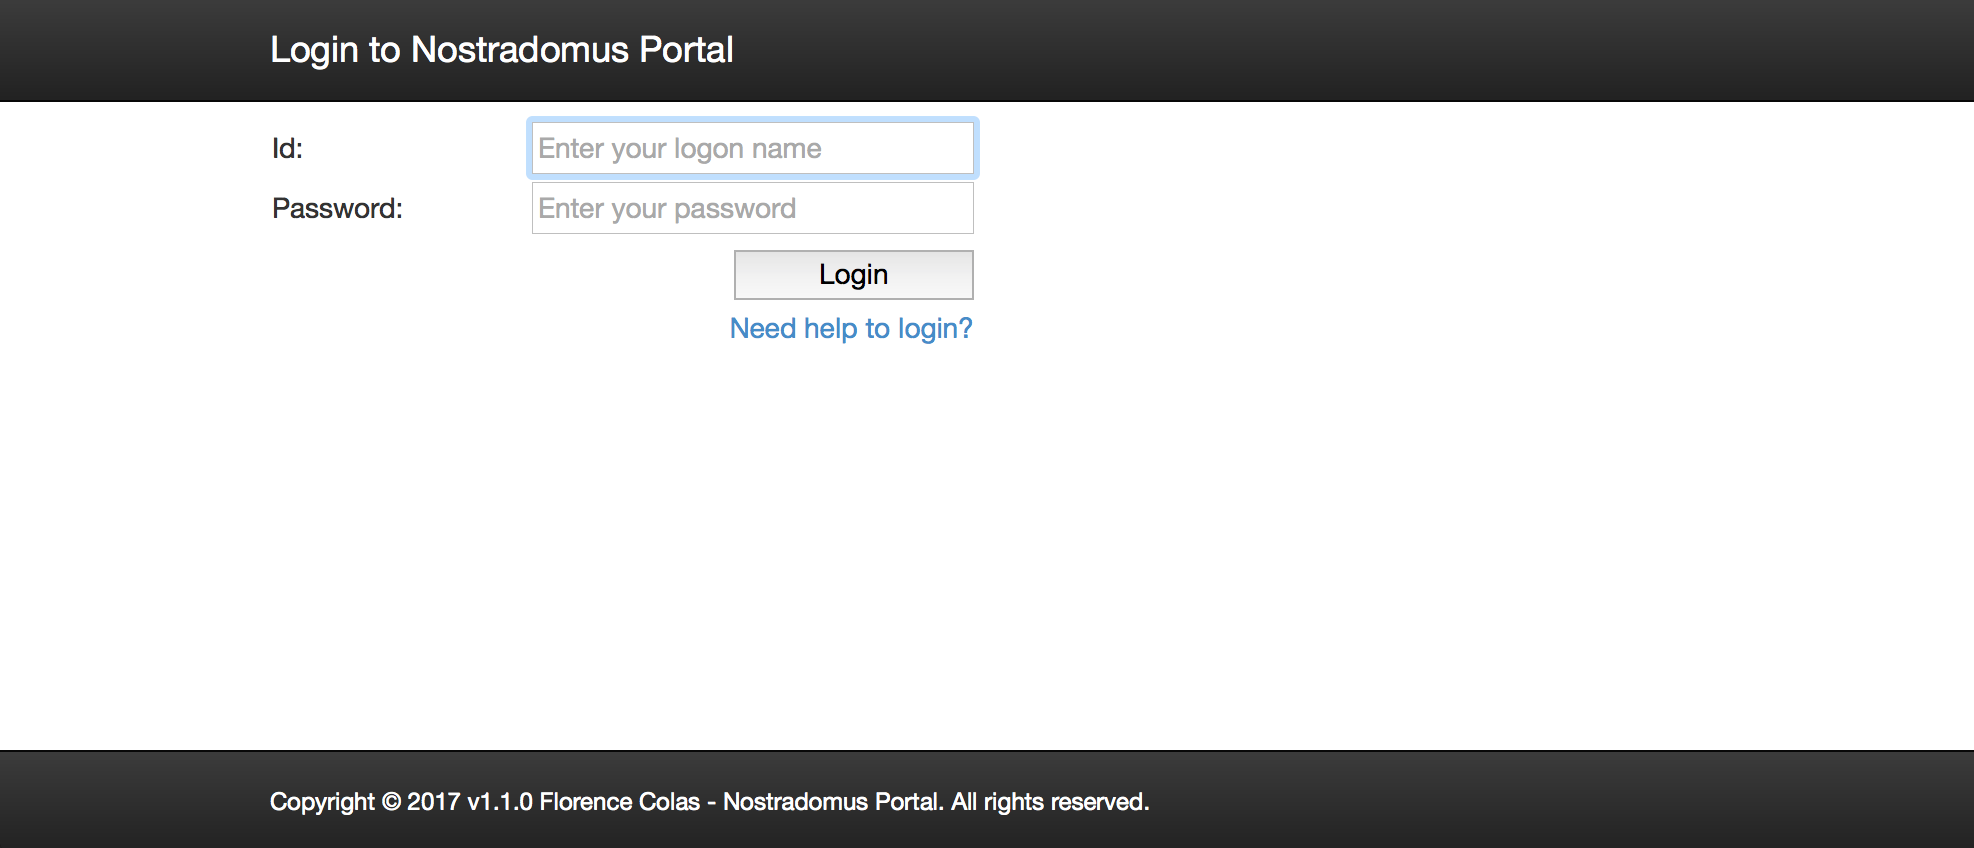 Login to Nostradomus Portal
Id: Enter your logon name
Password: Enter your password
Login
Need help to login?
Copyright © 2017 v1.1.0 Florence Colas - Nostradomus Portal. All rights reserved.